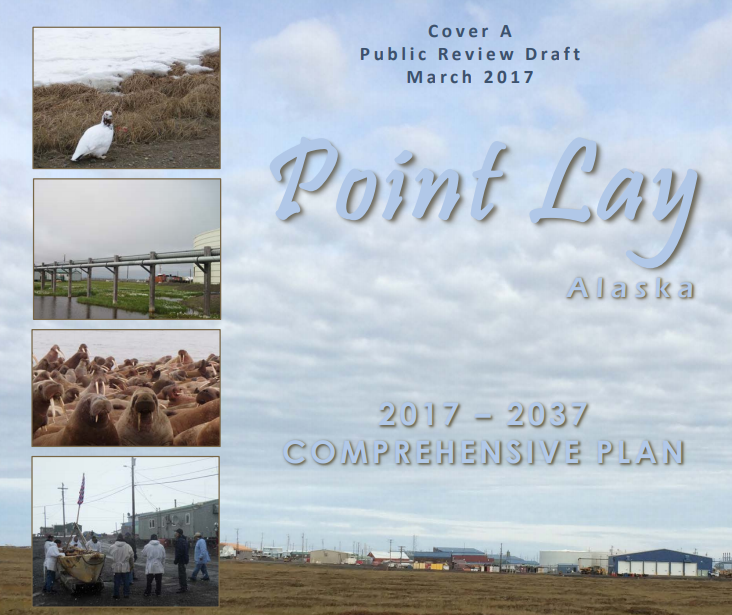 Cover A
Public Review Draft
March 2017
Point Lay
Alaska
2017 – 2037
COMPREHENSIVE PLAN